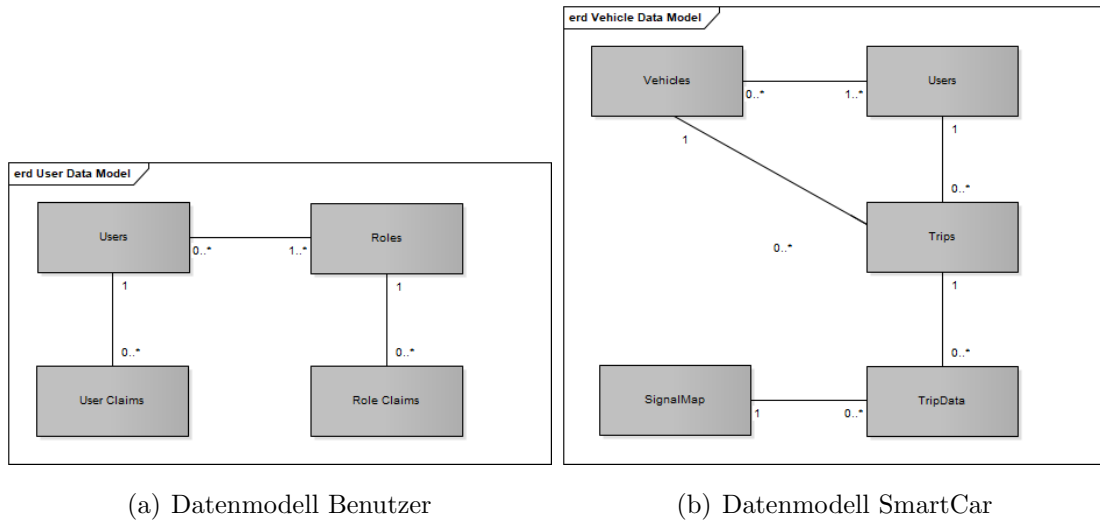 erd User Data Model
Users
0..*
1..*
Roles
1
1
0..*
0..*
User Claims
Role Claims
(a) Datenmodell Benutzer
erd Vehicle Data Model
Vehicles
0..*
1..*
Users
1
1
0..*
Trips
0..*
1
0..*
SignalMap
1
0..*
TripData
(b) Datenmodell SmartCar